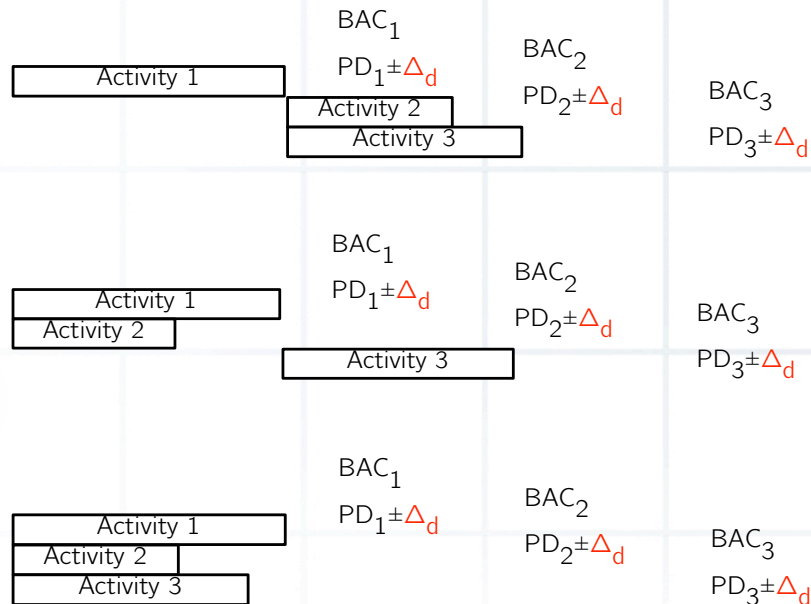 BAC1
Activity 1
PD1±Δd
BAC2
Activity 2
PD2±Δd
BAC3
Activity 3
PD3±Δd
BAC1
BAC2
Activity 1
PD1±Δd
Activity 2
PD2±Δd
BAC3
Activity 3
PD3±Δd
BAC1
BAC2
Activity 1
PD1±Δd
Activity 2
PD2±Δd
BAC3
Activity 3
PD3±Δd